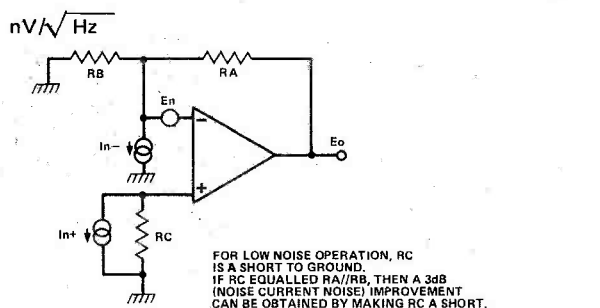 nV/√Hz
RB
RA
En
In-
Eo
In+
RC
FOR LOW NOISE OPERATION, RC
IS A SHORT TO GROUND.
IF RC EQUALLED RA//RB, THEN A 3dB
(NOISE CURRENT NOISE) IMPROVEMENT
CAN BE OBTAINED BY MAKING RC A SHORT.